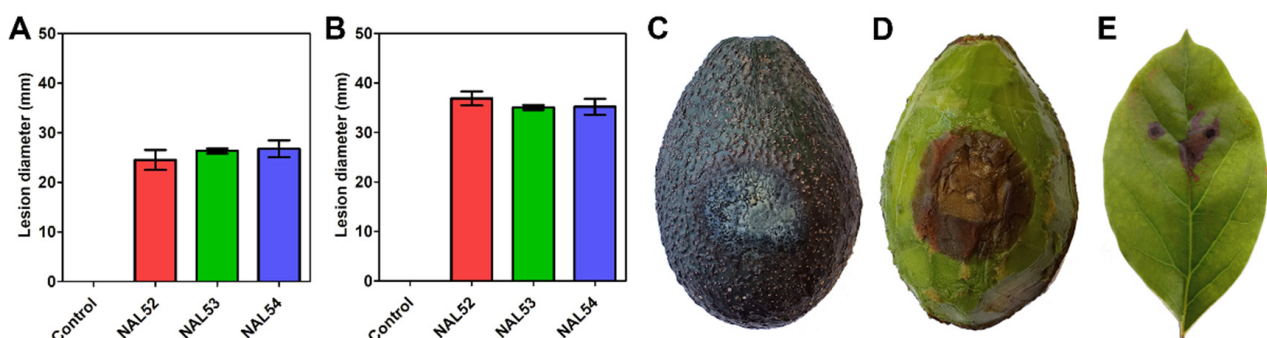 A
Lesion diameter (mm)
50
40
30
20
10
0
Control
NAL52
NAL53
NAL54
B
Lesion diameter (mm)
50
40
30
20
10
0
Control
NAL52
NAL53
NAL54
C
D
E